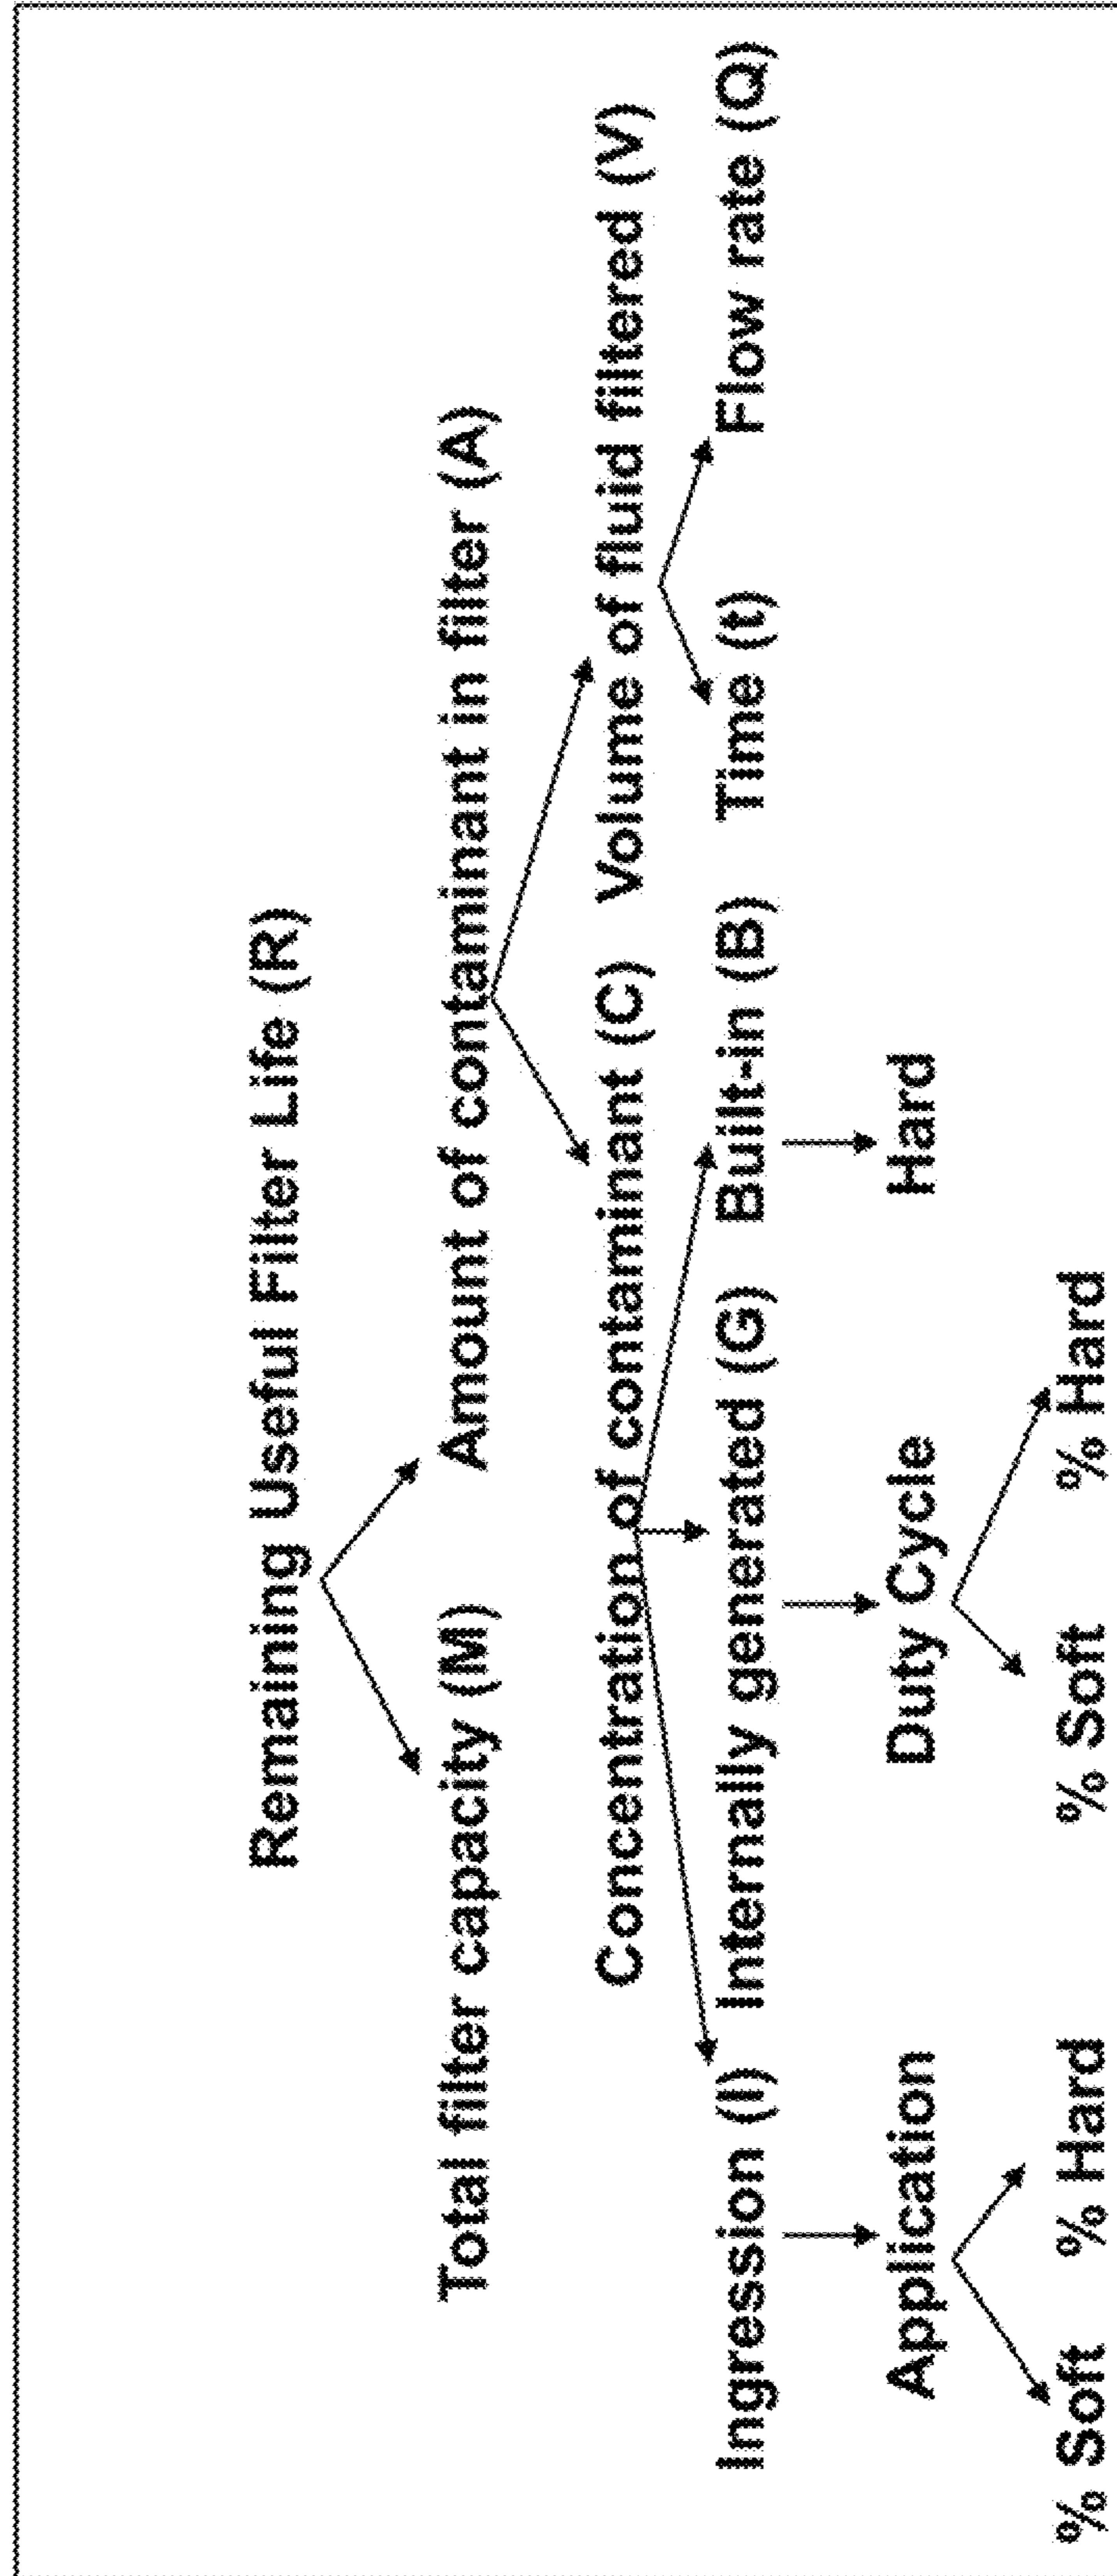 Remaining Useful Filter Life (R)
Total filter capacity (M) Amount of contaminant in filter (A)
Concentration of contaminant (C) Volume of fluid filtered (V)
Ingression (I) Internally generated (G) Built-in (B) Time (t) Flow rate (Q)
Application Duty Cycle Hard
% Soft % Hard % Soft % Hard